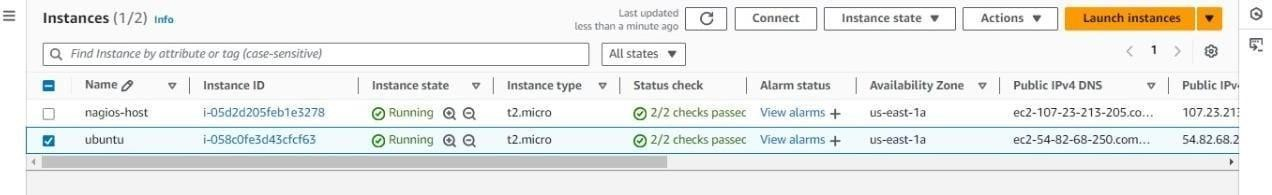 Instances (1/2) Info
Last updated
less than a minute ago
Connect
Instance state
Actions
Launch instances
Find Instance by attribute or tag (case-sensitive)
All states
1
Name Instance ID Instance state Instance type Status check Alarm status Availability Zone Public IPv4 DNS Public IPv
nagios-host i-05d2d205feb1e3278 Running t2.micro 2/2 checks passec View alarms + us-east-1a ec2-107-23-213-205.co... 107.23.21
ubuntu i-058c0fe3d43cfcf63 Running t2.micro 2/2 checks passec View alarms + us-east-1a ec2-54-82-68-250.com... 54.82.68.2